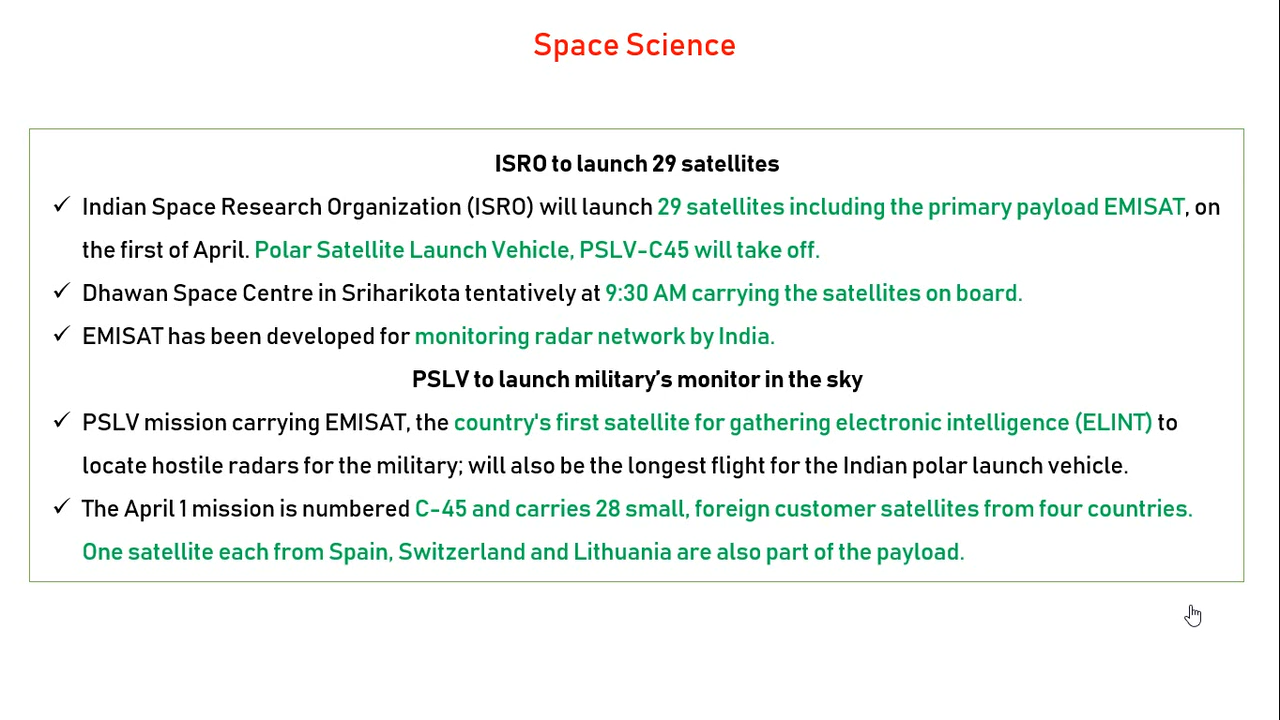 Space Science
ISRO to launch 29 satellites
✓ Indian Space Research Organization (ISRO) will launch 29 satellites including the primary payload EMISAT, on
the first of April. Polar Satellite Launch Vehicle, PSLV-C45 will take off.
✓ Dhawan Space Centre in Sriharikota tentatively at 9:30 AM carrying the satellites on board.
✓ EMISAT has been developed for monitoring radar network by India.
PSLV to launch military's monitor in the sky
✓ PSLV mission carrying EMISAT, the country's first satellite for gathering electronic intelligence (ELINT) to
locate hostile radars for the military; will also be the longest flight for the Indian polar launch vehicle.
✓ The April 1 mission is numbered C-45 and carries 28 small, foreign customer satellites from four countries.
One satellite each from Spain, Switzerland and Lithuania are also part of the payload.